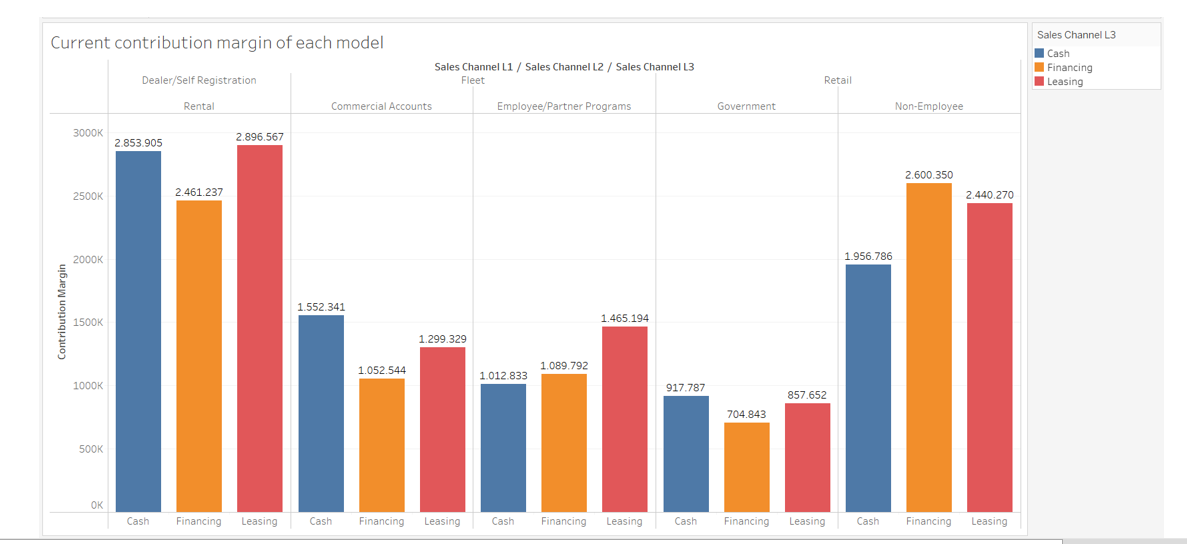 Current contribution margin of each model
Sales Channel L1 / Sales Channel L2 / Sales Channel L3
Dealer/Self Registration Fleet Retail
Rental Commercial Accounts Employee/Partner Programs Government Non-Employee
Contribution Margin
3000K
2500K
2000K
1500K
1000K
500K
0K
2.853.905
2.461.237
2.896.567
1.552.341
1.052.544
1.299.329
1.012.833
1.089.792
1.465.194
917.787
704.843
857.652
1.956.786
2.600.350
2.440.270
Cash Financing Leasing Cash Financing Leasing Cash Financing Leasing Cash Financing Leasing Cash Financing Leasing
Sales Channel L3
Cash
Financing
Leasing